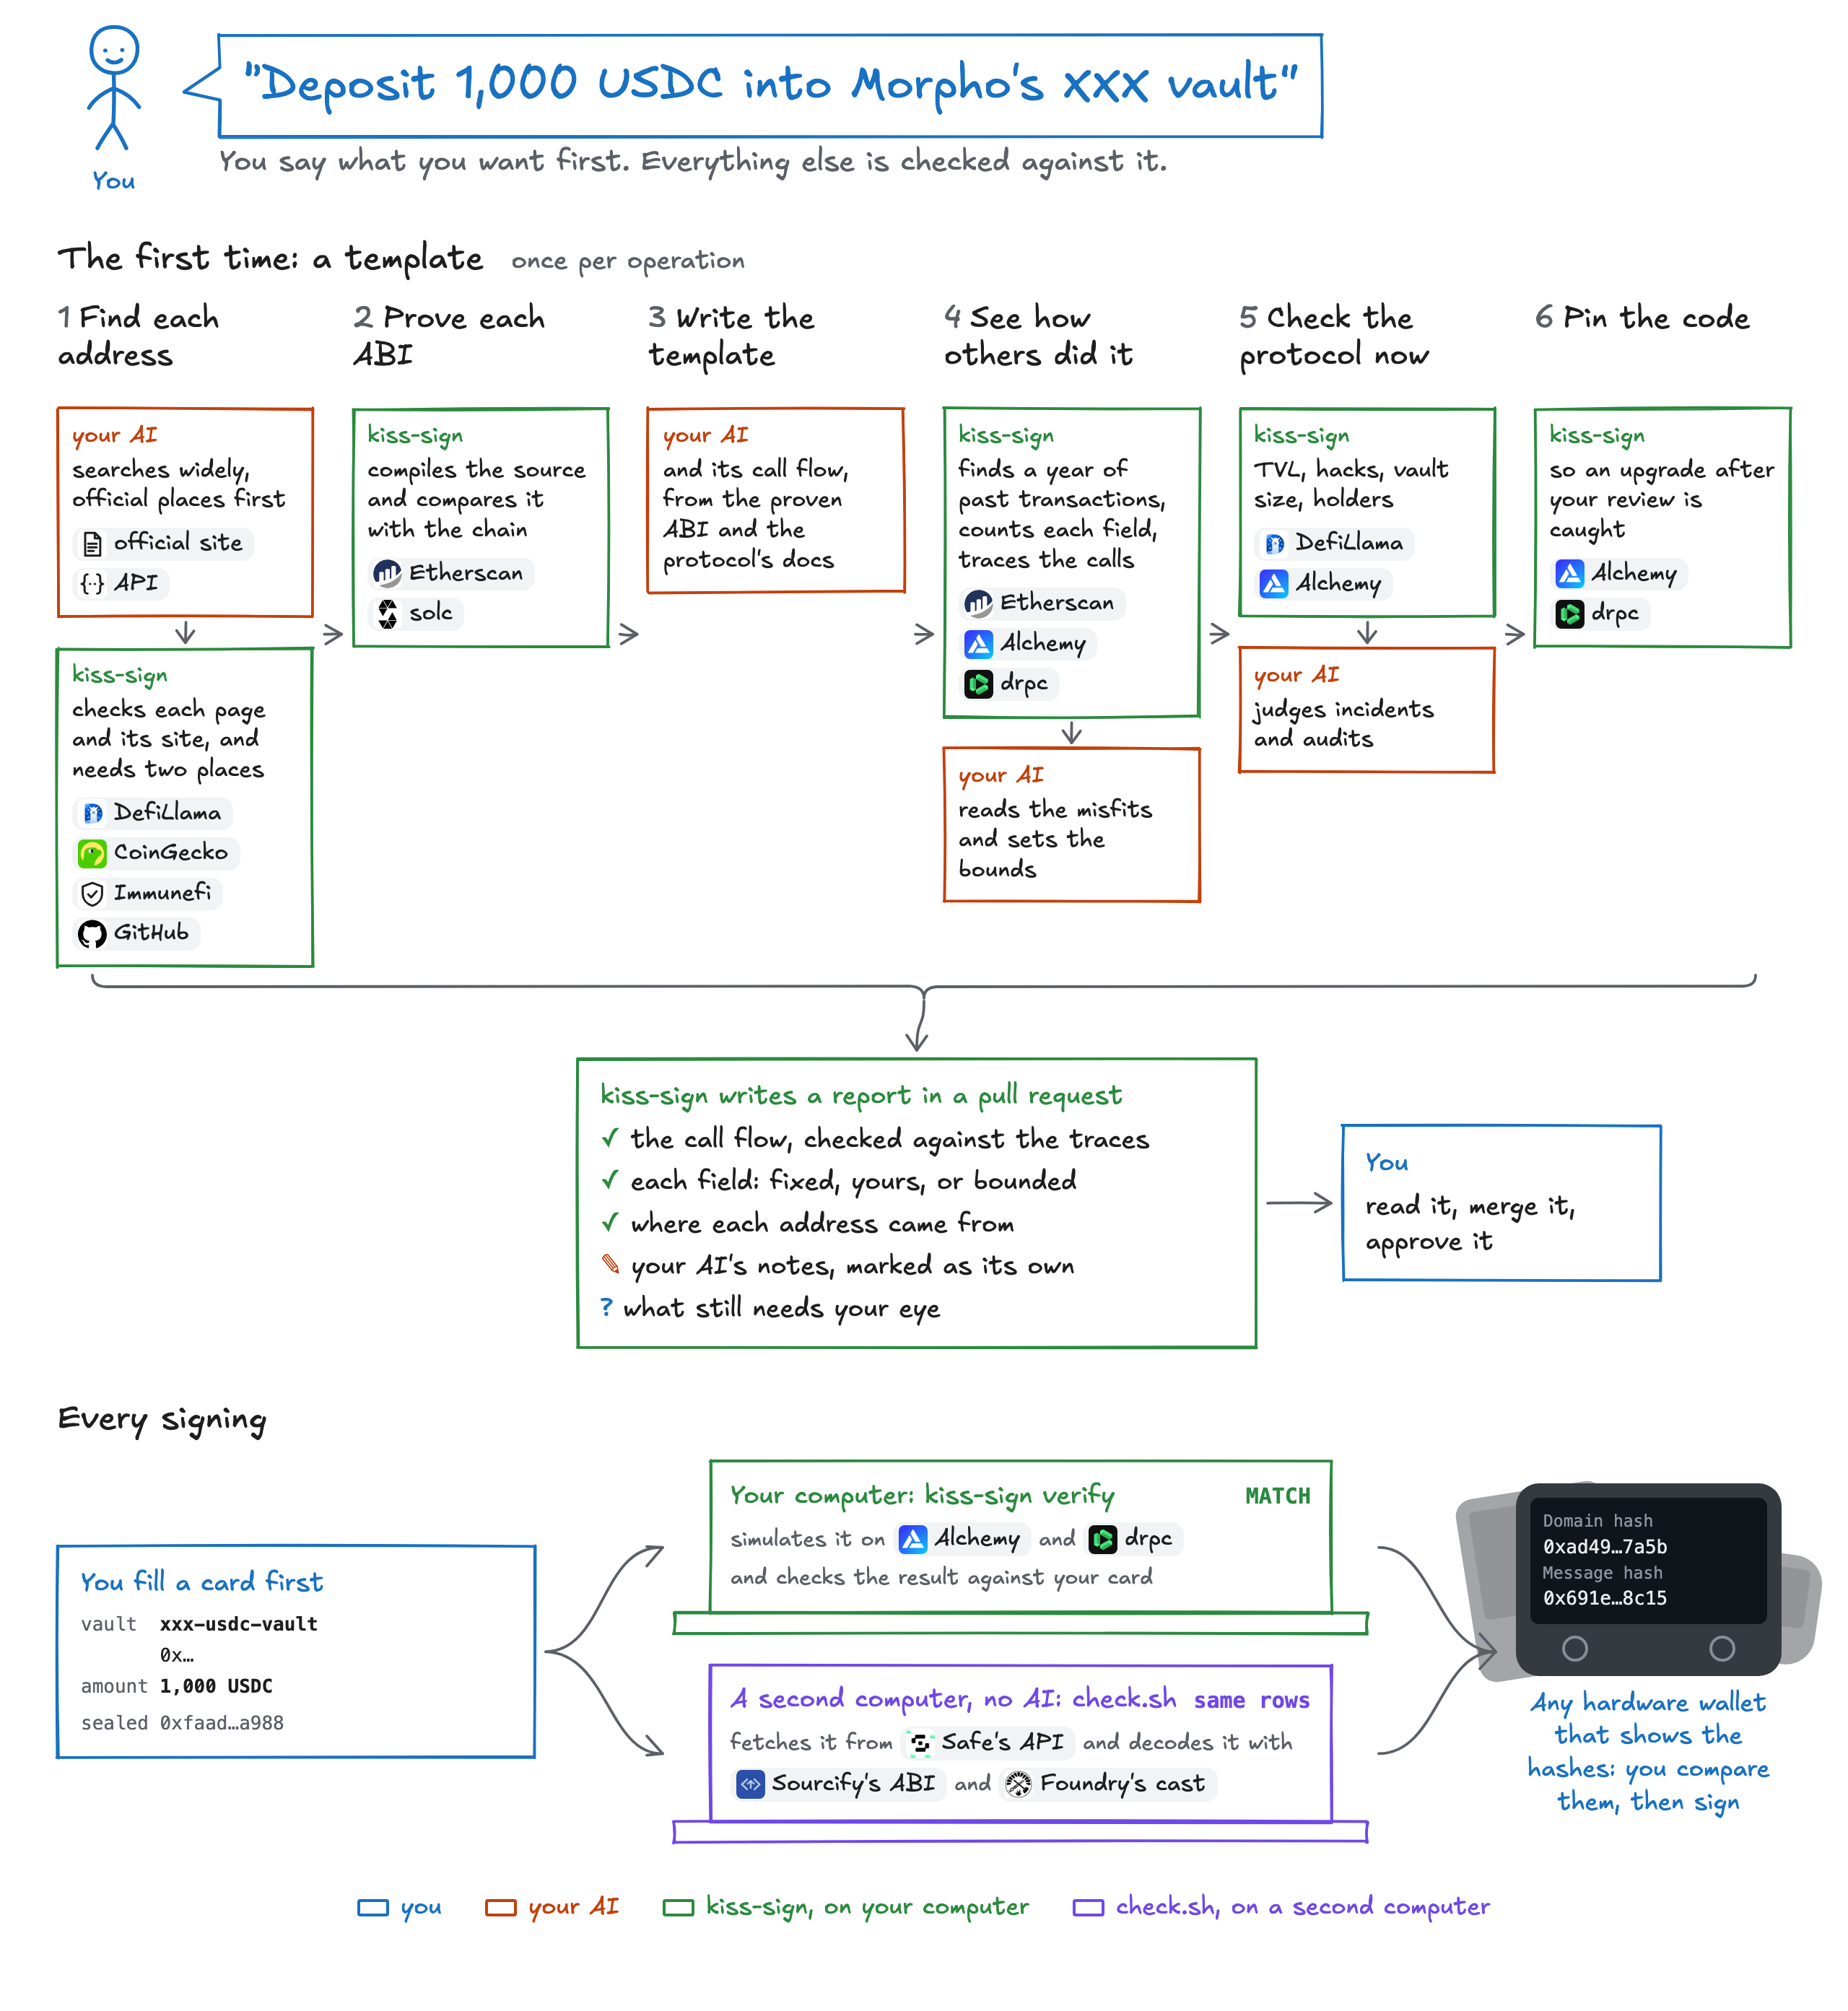 "Deposit 1,000 USDC into Morpho's XXX vault"
You
You say what you want first. Everything else is checked against it.
The first time: a template once per operation
1 Find each
address
your AI
searches widely,
official places first
official site
API
kiss-sign
checks each page
and its site, and
needs two places
DefiLlama
CoinGecko
Immunefi
GitHub
2 Prove each
ABI
kiss-sign
compiles the source
and compares it
with the chain
Etherscan
solc
3 Write the
template
your AI
and its call flow,
from the proven
ABI and the
protocol's docs
4 See how
others did it
kiss-sign
finds a year of
past transactions,
counts each field,
traces the calls
Etherscan
Alchemy
drpc
your AI
reads the misfits
and sets the
bounds
5 Check the
protocol now
kiss-sign
TVL, hacks, vault
size, holders
DefiLlama
Alchemy
your AI
judges incidents
and audits
6 Pin the code
kiss-sign
so an upgrade after
your review is
caught
Alchemy
drpc
kiss-sign writes a report in a pull request
✓ the call flow, checked against the traces
✓ each field: fixed, yours, or bounded
✓ where each address came from
✎ your AI's notes, marked as its own
? what still needs your eye
You
read it, merge it,
approve it
Every signing
You fill a card first
vault xxx-usdc-vault
0x…
amount 1,000 USDC
sealed 0xfaad…a988
Your computer: kiss-sign verify MATCH
simulates it on Alchemy and drpc
and checks the result against your card
A second computer, no AI: check.sh same rows
fetches it from Safe's API and decodes it with
Sourcify's ABI and Foundry's cast
Domain hash
0xad49…7a5b
Message hash
0x691e…8c15
Any hardware wallet
that shows the
hashes: you compare
them, then sign
you
your AI
kiss-sign, on your computer
check.sh, on a second computer